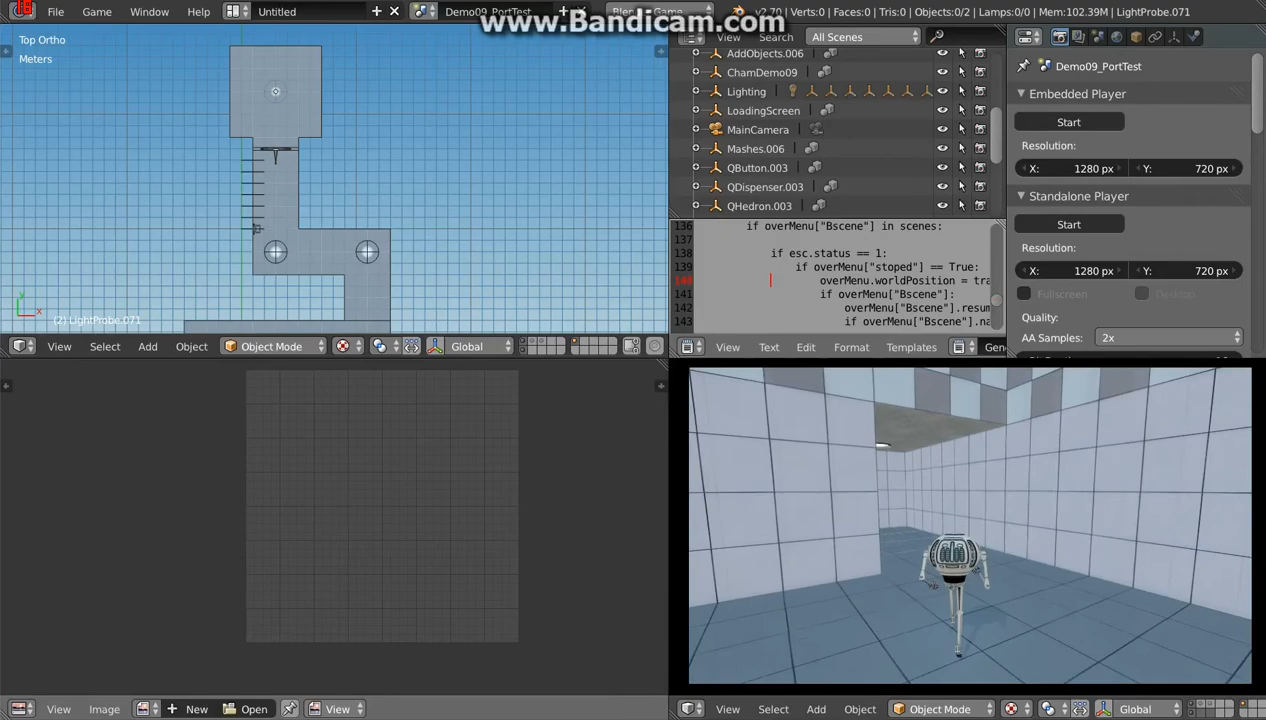 16
www.Bandicam.com
File Game Window Help Untitled Demo09_PortTest v2.70 Verts:0 | Faces:0 | Tris:0 | Objects:0/2 | Lamps:0/0 | Mem:102.39M | LightProbe.071
Top Ortho
Meters
(2) LightProbe.071
View Select Add Object Object Mode Global
View Search All Scenes
AddObjects.006
ChamDemo09
Lighting
LoadingScreen
MainCamera
Mashes.006
QButton.003
QDispenser.003
QHedron.003
136 if overMenu["Bscene"] in scenes:
137
138 if esc.status == 1:
139 if overMenu["stoped"] == True:
140 overMenu.worldPosition = tra
141 if overMenu["Bscene"]:
142 overMenu["Bscene"].resu
143 if overMenu["Bscene"].na
View Text Edit Format Templates Gen
Demo09_PortTest
Embedded Player
Start
Resolution:
X: 1280 px Y: 720 px
Standalone Player
Start
Resolution:
X: 1280 px Y: 720 px
Fullscreen Desktop
Quality:
AA Samples: 2x
View Image New Open View
View Select Add Object Object Mode Global